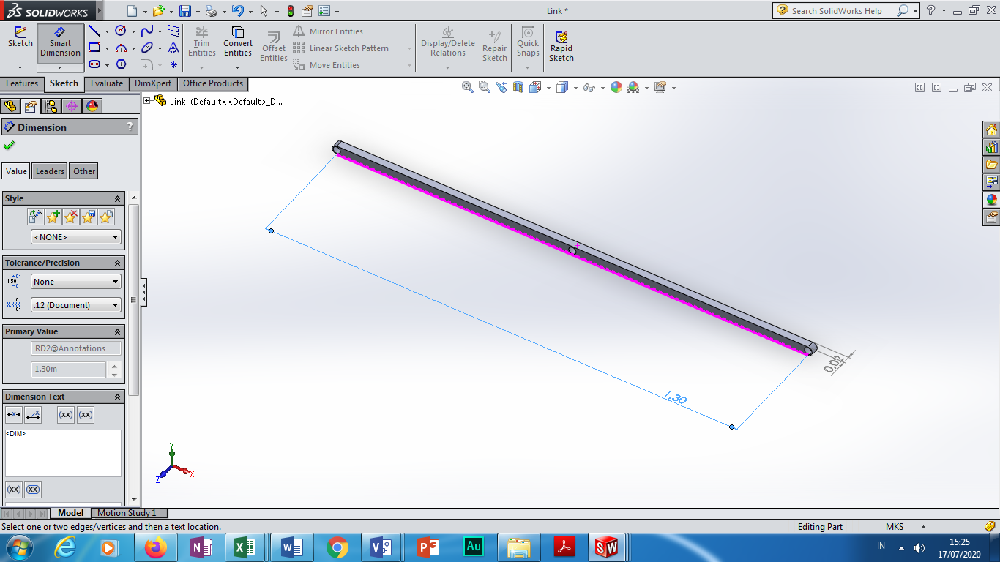 SOLIDWORKS
Link *
Search SolidWorks Help
?
Sketch
Smart Dimension
Trim Entities
Convert Entities
Offset Entities
Mirror Entities
Linear Sketch Pattern
Move Entities
Display/Delete Relations
Repair Sketch
Quick Snaps
Rapid Sketch
Features
Sketch
Evaluate
DimXpert
Office Products
Link (Default<<Default>_D...
Dimension
?
Value
Leaders
Other
Style
<NONE>
Tolerance/Precision
None
.12 (Document)
Primary Value
RD2@Annotations
1.30m
Dimension Text
(xx)
(xx)
<DIM>
(xx)
(xx)
1,30
0,02
Y
X
Z
Model
Motion Study 1
Select one or two edges/vertices and then a text location.
Editing Part
MKS
IN
15:25
17/07/2020